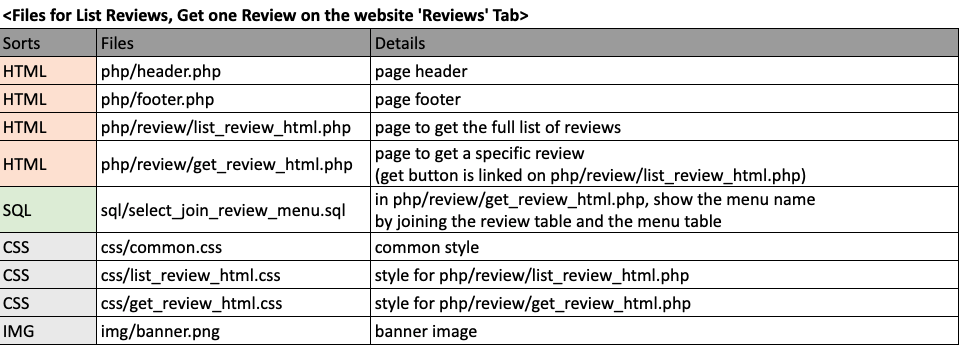 <Files for List Reviews, Get one Review on the website 'Reviews' Tab>
Sorts Files Details
HTML php/header.php page header
HTML php/footer.php page footer
HTML php/review/list_review_html.php page to get the full list of reviews
HTML php/review/get_review_html.php page to get a specific review
(get button is linked on php/review/list_review_html.php)
SQL sql/select_join_review_menu.sql in php/review/get_review_html.php, show the menu name
by joining the review table and the menu table
CSS css/common.css common style
CSS css/list_review_html.css style for php/review/list_review_html.php
CSS css/get_review_html.css style for php/review/get_review_html.php
IMG img/banner.png banner image